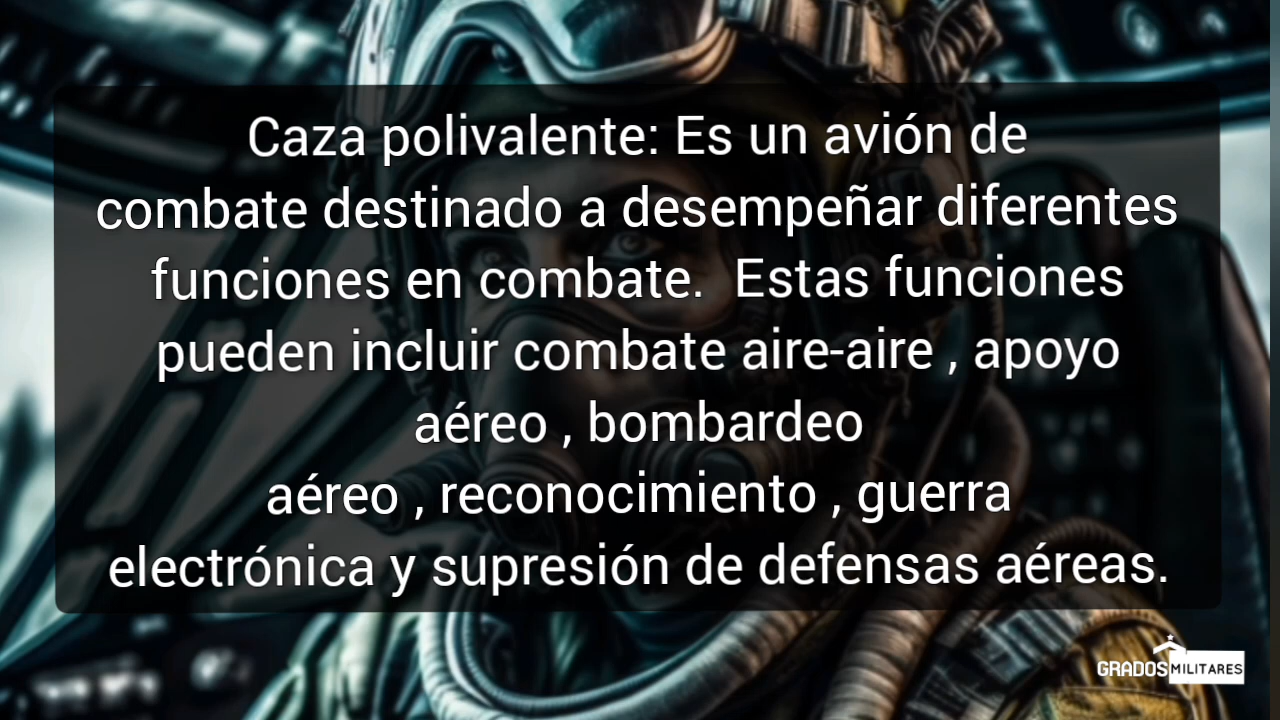 Caza polivalente: Es un avión de
combate destinado a desempeñar diferentes
funciones en combate.  Estas funciones
pueden incluir combate aire-aire , apoyo
aéreo , bombardeo
aéreo , reconocimiento , guerra
electrónica y supresión de defensas aéreas.
GRADOS MILITARES